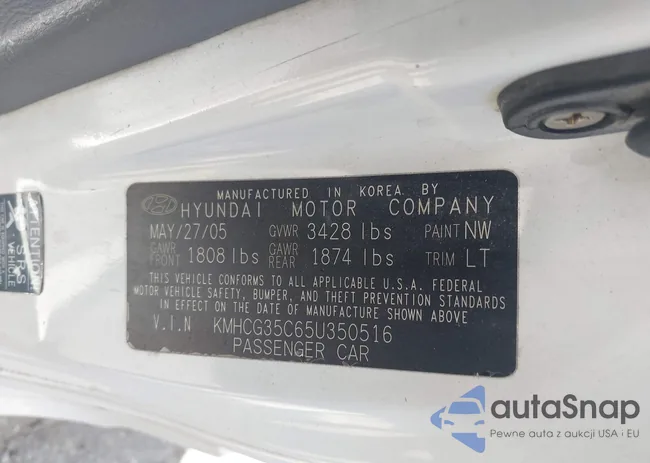 MANUFACTURED IN KOREA BY
HYUNDAI MOTOR COMPANY
MAY/27/05 GVWR 3428 lbs PAINT NW
GAWR FRONT 1808 lbs GAWR REAR 1874 lbs TRIM LT
THIS VEHICLE CONFORMS TO ALL APPLICABLE U.S.A. FEDERAL
MOTOR VEHICLE SAFETY, BUMPER, AND THEFT PREVENTION STANDARDS
IN EFFECT ON THE DATE OF MANUFACTURE SHOWN ABOVE
V.I.N KMHCG35C65U350516
PASSENGER CAR
ATTENTION
VEHICLE
autaSnap
Pewne auta z aukcji USA · EU